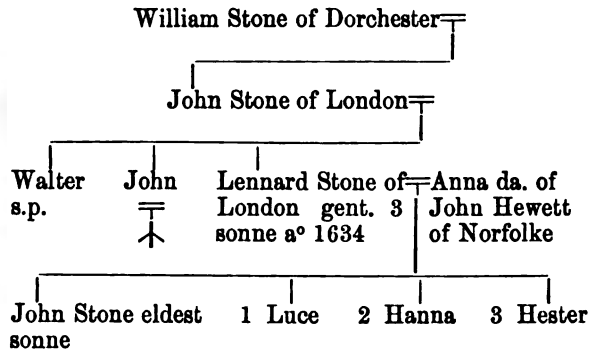 William Stone of Dorchester
John Stone of London
Walter John Lennard Stone of Anna da. of
s.p. London gent. 3 John Hewett
sonne aº 1634 of Norfolke
John Stone eldest 1 Luce 2 Hanna 3 Hester
sonne